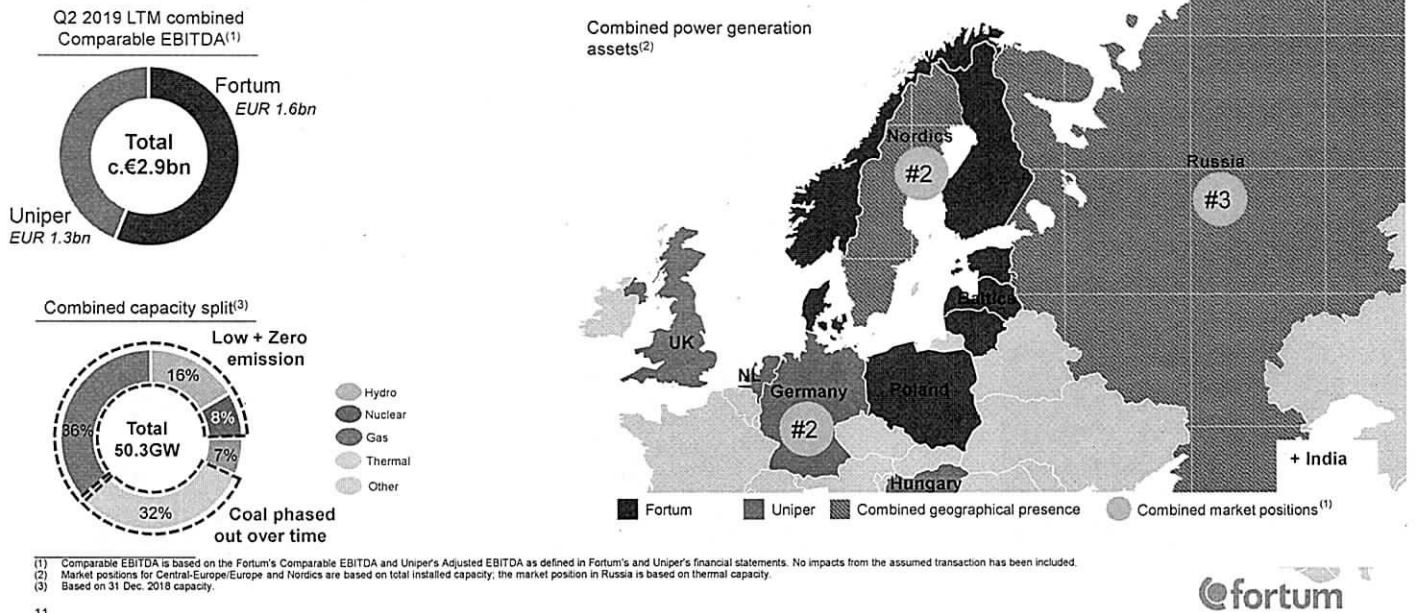 Q2 2019 LTM combined
Comparable EBITDA(1)
Fortum
EUR 1.6bn
Total
c.€2.9bn
Uniper
EUR 1.3bn
Combined capacity split(3)
Low + Zero
emission
16%
36%
8%
Total
50.3GW
7%
32%
Coal phased
out over time
Hydro
Nuclear
Gas
Thermal
Other
Combined power generation
assets(2)
Nordics
#2
Russia
#3
Baltics
UK
NL
Germany
#2
Poland
Hungary
+ India
Fortum
Uniper
Combined geographical presence
Combined market positions(1)
(1) Comparable EBITDA is based on the Fortum's Comparable EBITDA and Uniper's Adjusted EBITDA as defined in Fortum's and Uniper's financial statements. No impacts from the assumed transaction has been included.
(2) Market positions for Central-Europe/Europe and Nordics are based on total installed capacity; the market position in Russia is based on thermal capacity.
(3) Based on 31 Dec. 2018 capacity.
11
fortum